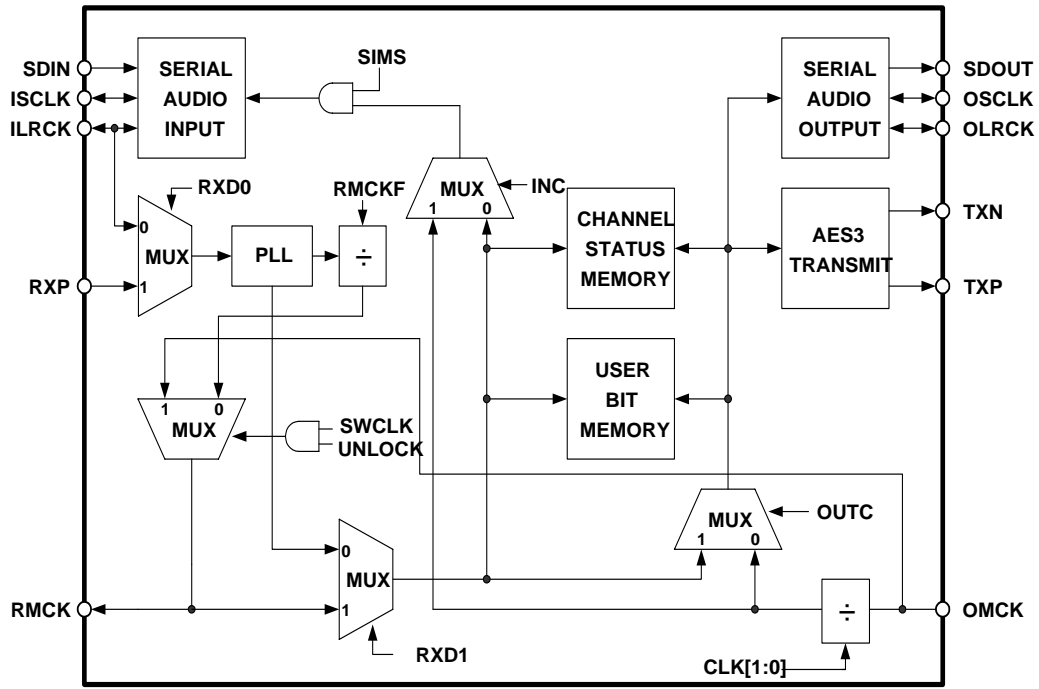 SIMS
SDIN
SERIAL
AUDIO
INPUT
ISCLK
ILRCK
SERIAL
AUDIO
OUTPUT
SDOUT
OSCLK
OLRCK
RXD0
RMCKF
MUX
1 0
INC
0
MUX
1
PLL
÷
RXP
CHANNEL
STATUS
MEMORY
AES3
TRANSMIT
TXN
TXP
1 0
MUX
SWCLK
UNLOCK
USER
BIT
MEMORY
MUX
1 0
OUTC
0
MUX
1
RMCK
RXD1
÷
OMCK
CLK[1:0]